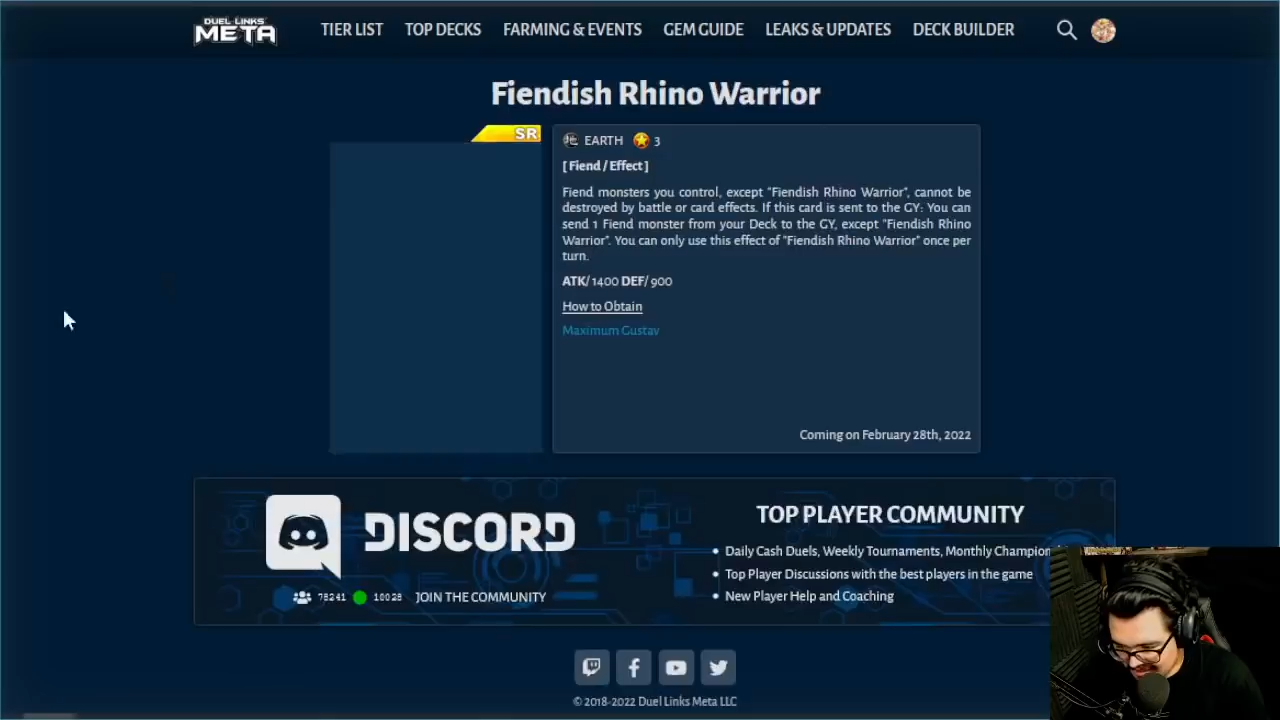 DUEL LINKS
META
TIER LIST
TOP DECKS
FARMING & EVENTS
GEM GUIDE
LEAKS & UPDATES
DECK BUILDER
Fiendish Rhino Warrior
SR
EARTH 3
[ Fiend / Effect ]
Fiend monsters you control, except "Fiendish Rhino Warrior", cannot be
destroyed by battle or card effects. If this card is sent to the GY: You can
send 1 Fiend monster from your Deck to the GY, except "Fiendish Rhino
Warrior". You can only use this effect of "Fiendish Rhino Warrior" once per
turn.
ATK/ 1400 DEF/ 900
How to Obtain
Maximum Gustav
Coming on February 28th, 2022
DISCORD
78241 10028 JOIN THE COMMUNITY
TOP PLAYER COMMUNITY
• Daily Cash Duels, Weekly Tournaments, Monthly Champion
• Top Player Discussions with the best players in the game
• New Player Help and Coaching
© 2018-2022 Duel Links Meta LLC